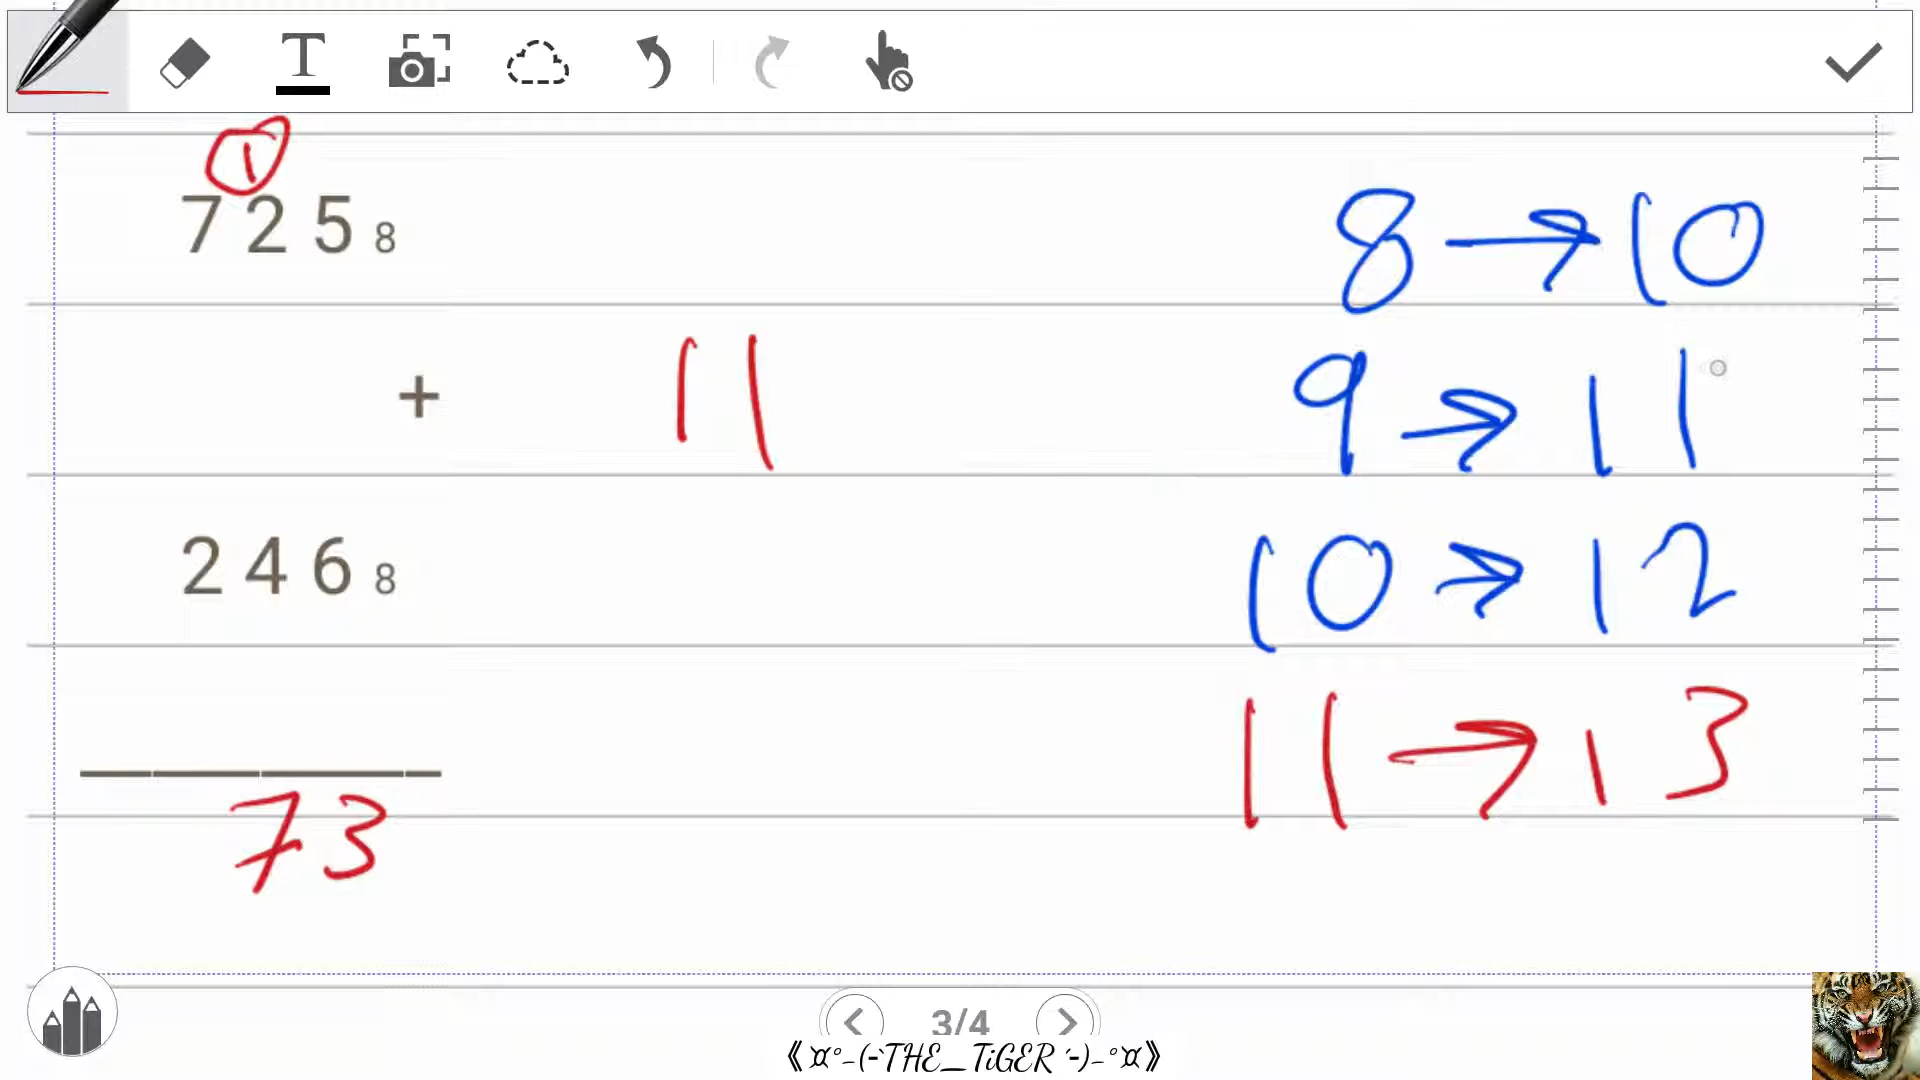 T
1
7 2 5 8
8 → 10
+ 11
9 → 11
2 4 6 8
10 → 12
11 → 13
73
3/4
《¤°-(-`THE_TiGER ´-)-°¤》